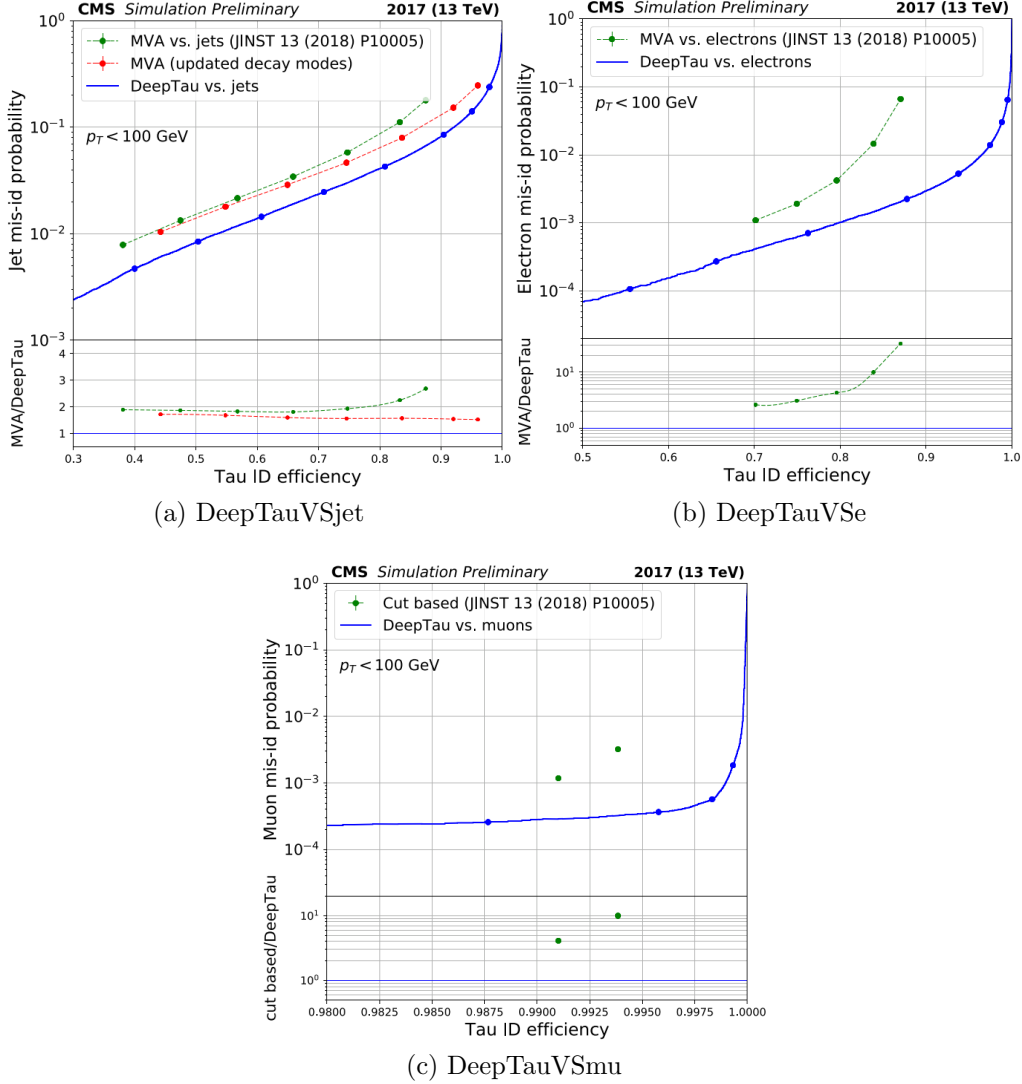 CMS Simulation Preliminary 2017 (13 TeV)
MVA vs. jets (JINST 13 (2018) P10005)
MVA (updated decay modes)
DeepTau vs. jets
p_T < 100 GeV
Jet mis-id probability
10^0
10^-1
10^-2
10^-3
MVA/DeepTau
4
3
2
1
0.3 0.4 0.5 0.6 0.7 0.8 0.9 1.0
Tau ID efficiency
(a) DeepTauVSjet
CMS Simulation Preliminary 2017 (13 TeV)
MVA vs. electrons (JINST 13 (2018) P10005)
DeepTau vs. electrons
p_T < 100 GeV
Electron mis-id probability
10^0
10^-1
10^-2
10^-3
10^-4
MVA/DeepTau
10^1
10^0
0.5 0.6 0.7 0.8 0.9 1.0
Tau ID efficiency
(b) DeepTauVSe
CMS Simulation Preliminary 2017 (13 TeV)
Cut based (JINST 13 (2018) P10005)
DeepTau vs. muons
p_T < 100 GeV
Muon mis-id probability
10^0
10^-1
10^-2
10^-3
10^-4
cut based/DeepTau
10^1
10^0
0.9800 0.9825 0.9850 0.9875 0.9900 0.9925 0.9950 0.9975 1.0000
Tau ID efficiency
(c) DeepTauVSmu